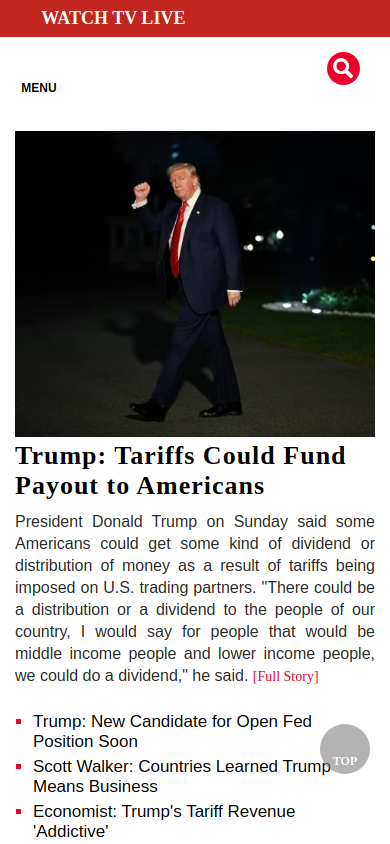 WATCH TV LIVE
MENU
Trump: Tariffs Could Fund
Payout to Americans
President Donald Trump on Sunday said some
Americans could get some kind of dividend or
distribution of money as a result of tariffs being
imposed on U.S. trading partners. "There could be
a distribution or a dividend to the people of our
country, I would say for people that would be
middle income people and lower income people,
we could do a dividend," he said. [Full Story]
Trump: New Candidate for Open Fed
Position Soon
Scott Walker: Countries Learned Trump
Means Business
TOP
Economist: Trump's Tariff Revenue
'Addictive'